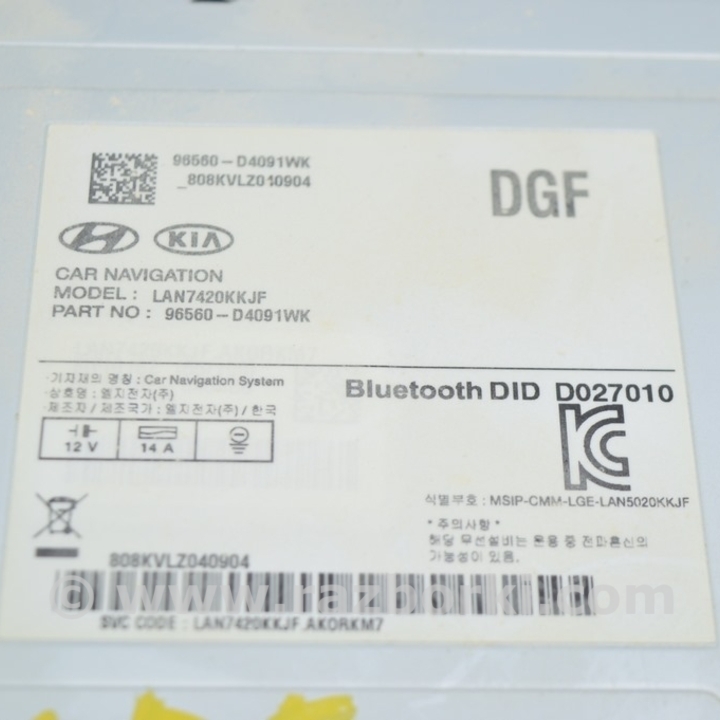 96560-D4091WK
_808KVLZ010904
DGF
KIA
CAR NAVIGATION
MODEL : LAN7420KKJF
PART NO : 96560-D4091WK
·기자재의 명칭 : Car Navigation System
·상호명 : 엘지전자(주)
·제조자 / 제조국가 : 엘지전자(주) / 한국
12 V 14 A
Bluetooth DID D027010
식별부호 : MSIP-CMM-LGE-LAN5020KKJF
* 주의사항 *
해당 무선설비는 운용 중 전파혼신의
가능성이 있음.
808KVLZ040904
© www.razborki.com
SVC CODE : LAN7420KKJF.AKORKM7